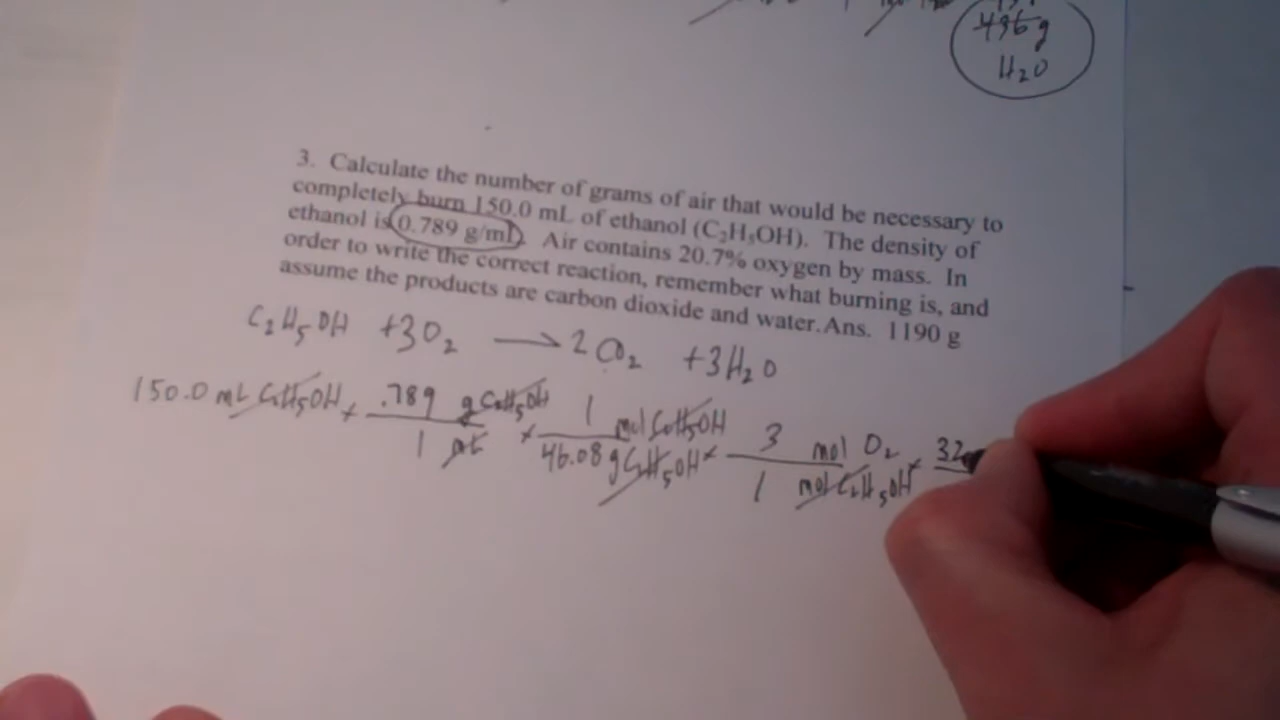 496 g
H2O
3. Calculate the number of grams of air that would be necessary to
completely burn 150.0 mL of ethanol (C2H5OH). The density of
ethanol is 0.789 g/ml. Air contains 20.7% oxygen by mass. In
order to write the correct reaction, remember what burning is, and
assume the products are carbon dioxide and water. Ans. 1190 g
C2H5OH +3O2 → 2CO2 +3H2O
150.0 mL C2H5OH x .789 g C2H5OH 1 mol C2H5OH 3 mol O2 x 32
1 mL x 46.08 g C2H5OH x 1 mol C2H5OH